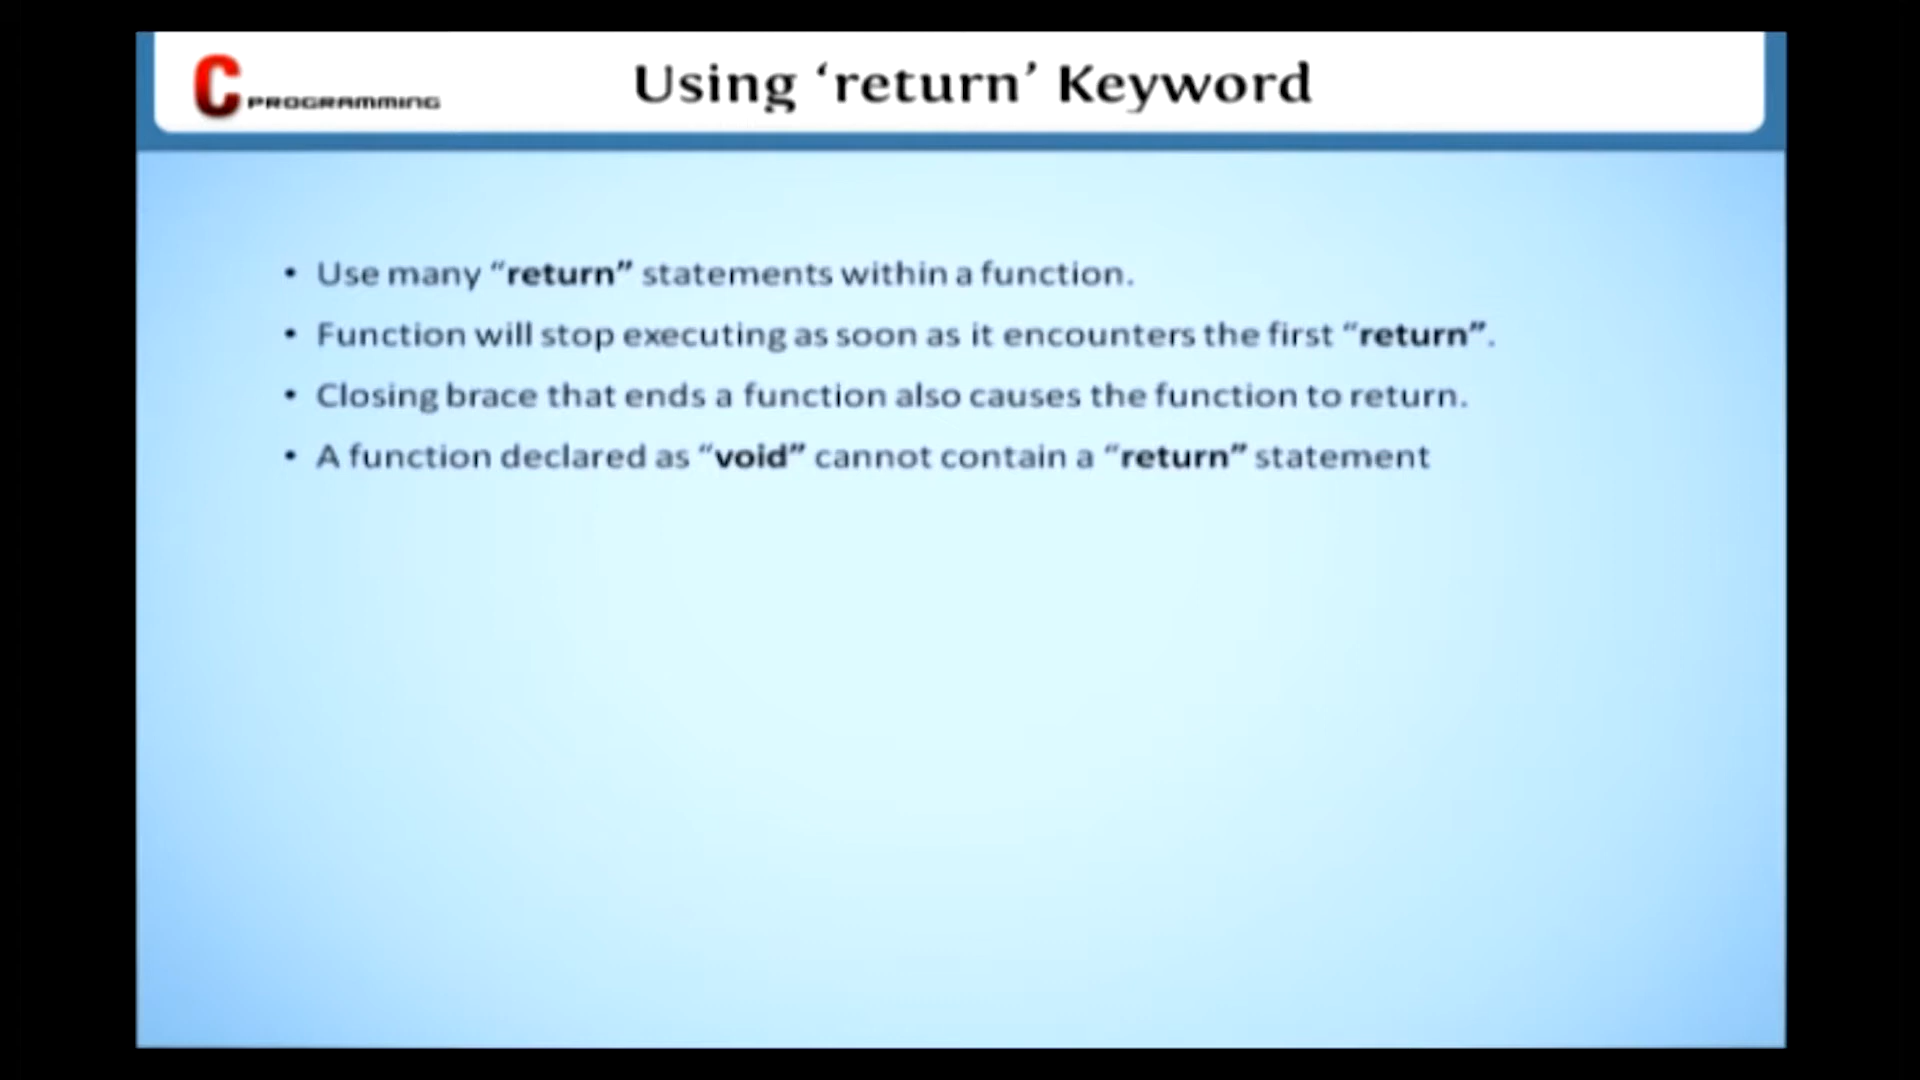 C PROGRAMMING
Using ‘return’ Keyword
• Use many “return” statements within a function.
• Function will stop executing as soon as it encounters the first “return”.
• Closing brace that ends a function also causes the function to return.
• A function declared as “void” cannot contain a “return” statement